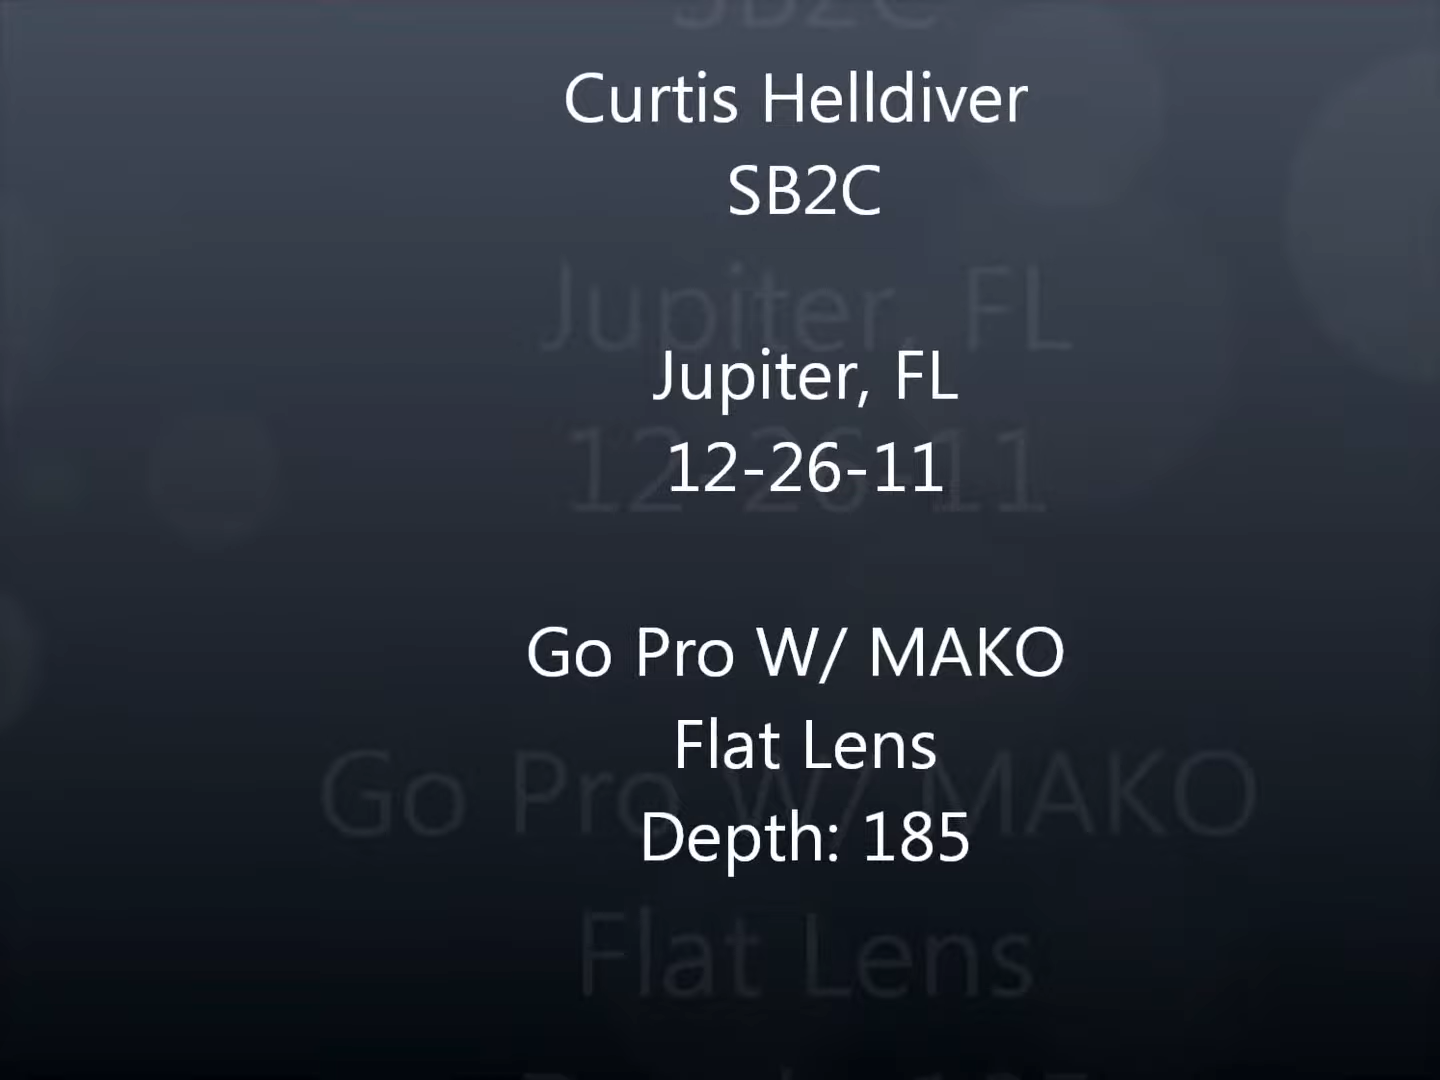 Curtis Helldiver
SB2C
Jupiter, FL
12-26-11
Go Pro W/ MAKO
Flat Lens
Depth: 185